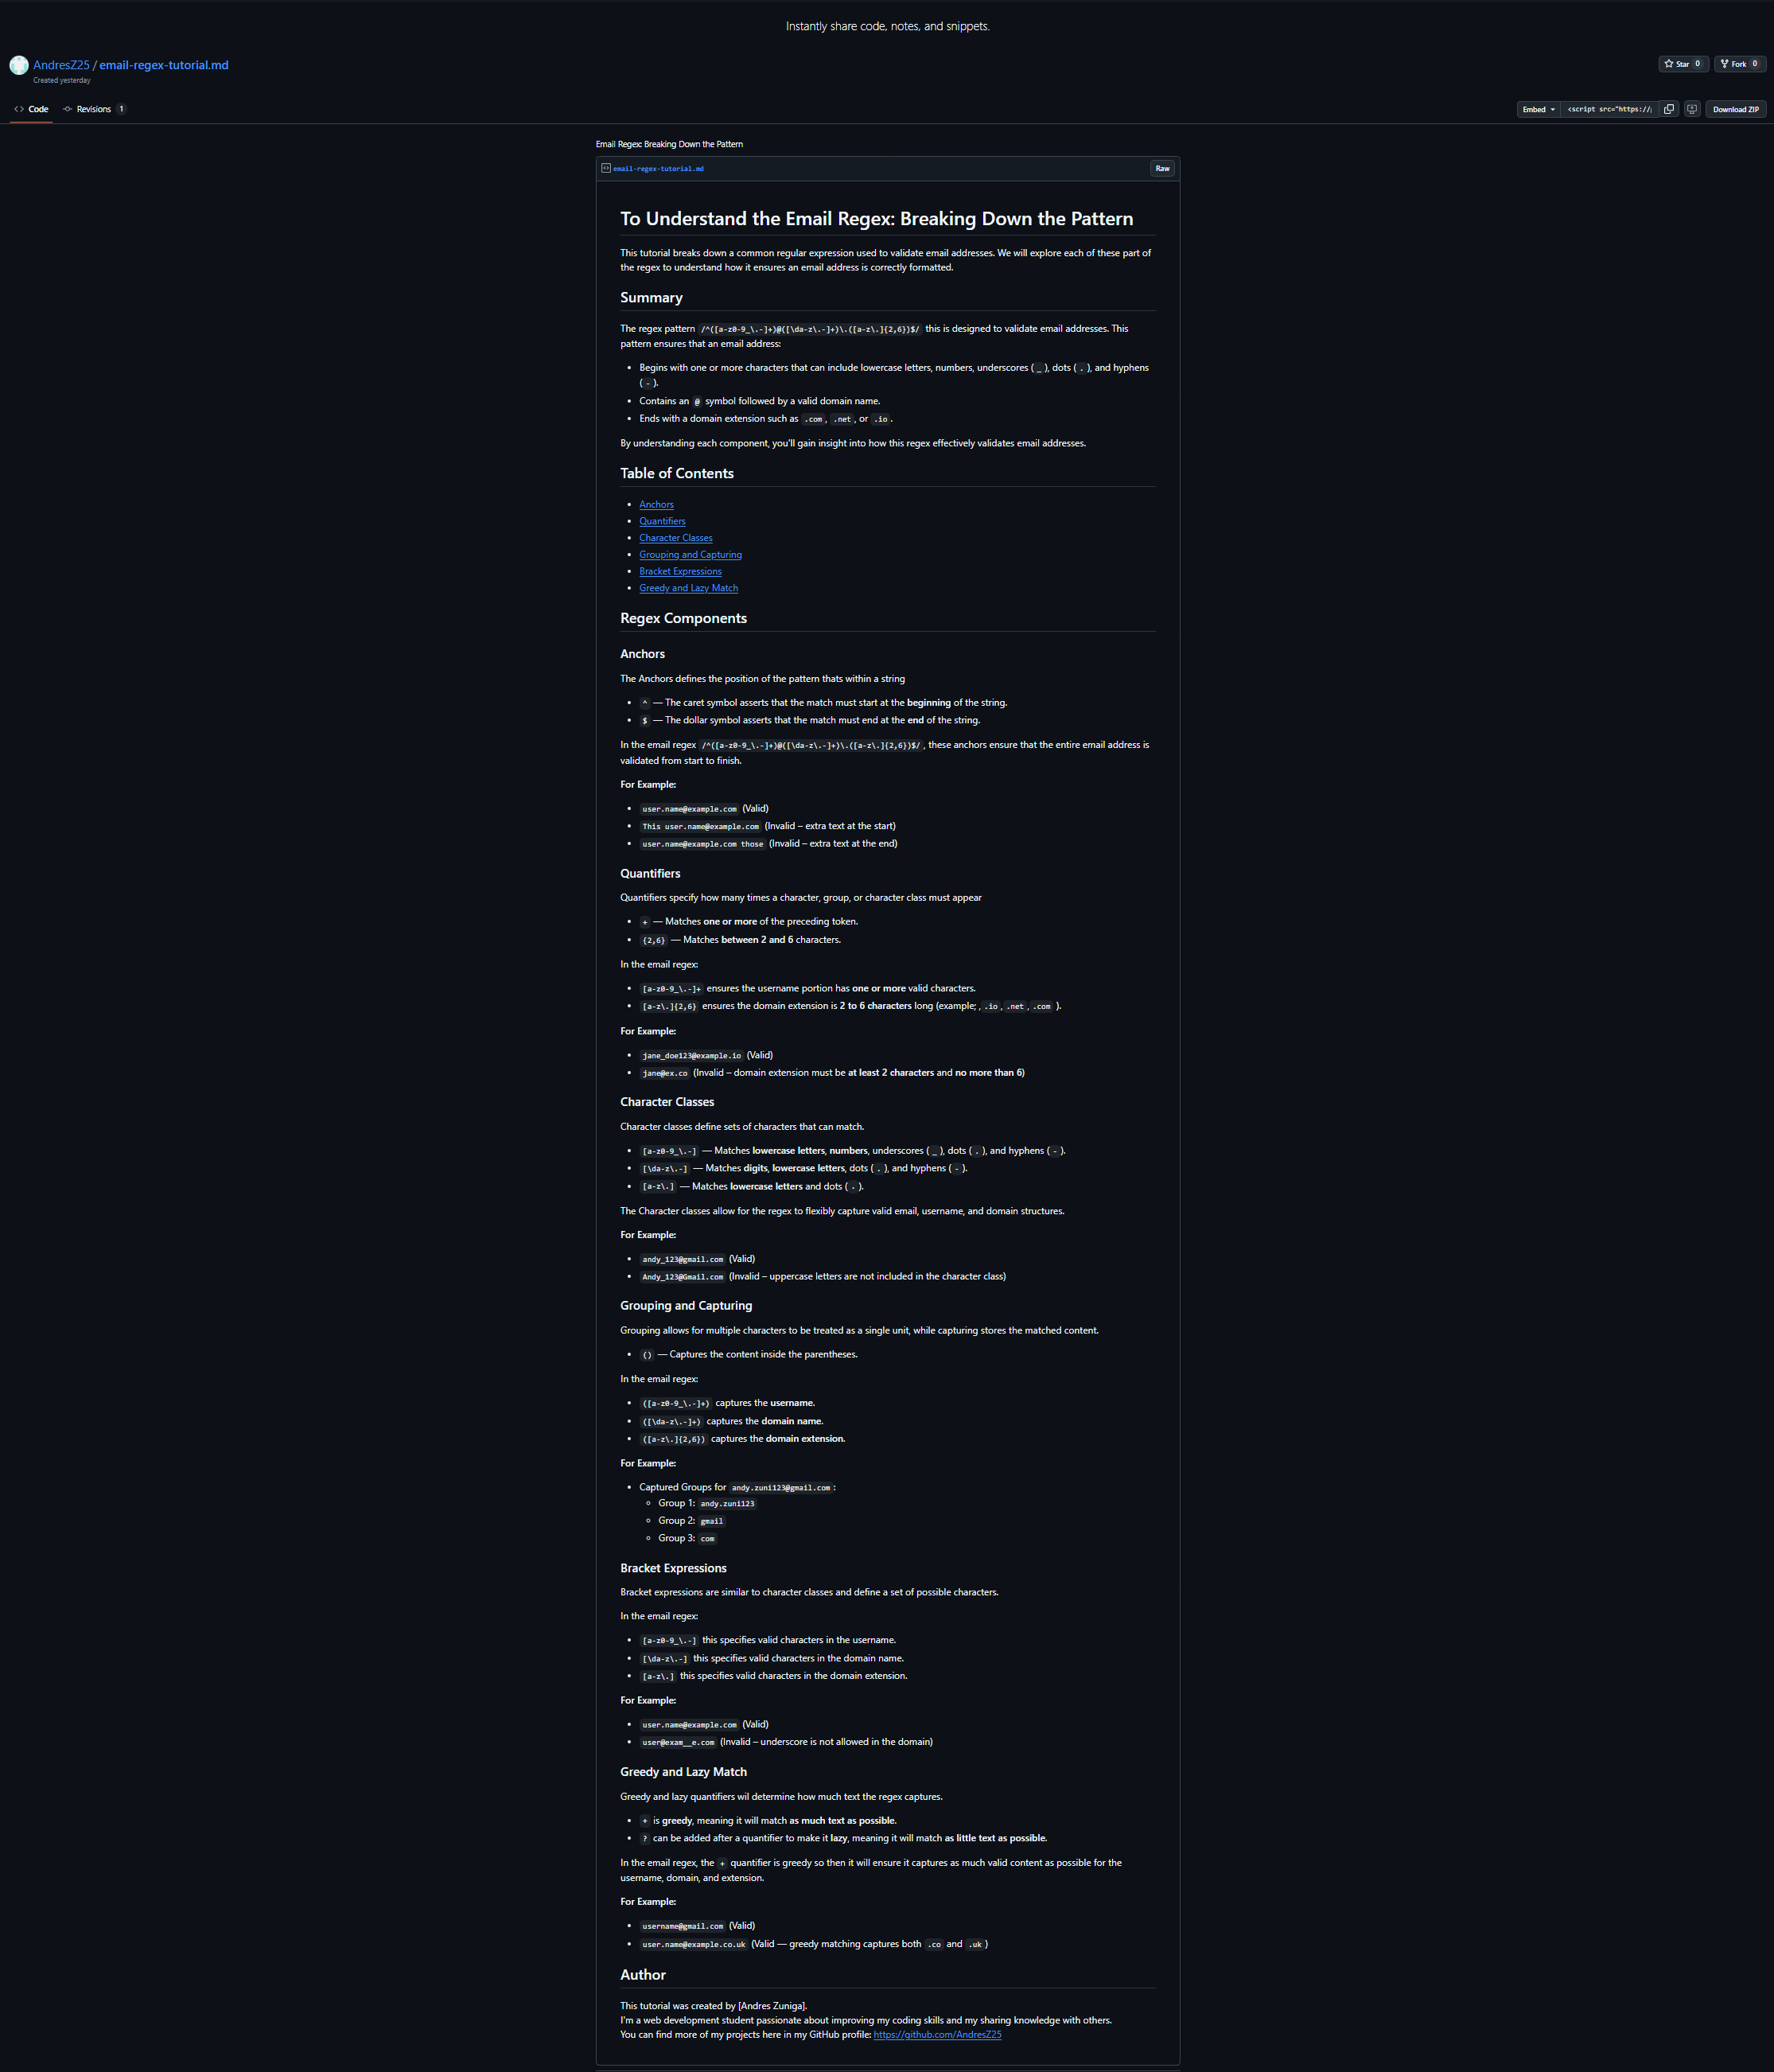 Instantly share code, notes, and snippets.
AndresZ25 / email-regex-tutorial.md
Star 0
Fork 0
Created yesterday
Code
Revisions 1
Embed
<script src="https://
Download ZIP
Email Regex: Breaking Down the Pattern
email-regex-tutorial.md
Raw
To Understand the Email Regex: Breaking Down the Pattern
This tutorial breaks down a common regular expression used to validate email addresses. We will explore each of these part of
the regex to understand how it ensures an email address is correctly formatted.
Summary
The regex pattern /^([a-z0-9_\.-]+)@([\da-z\.-]+)\.([a-z\.]{2,6})$/ this is designed to validate email addresses. This
pattern ensures that an email address:
• Begins with one or more characters that can include lowercase letters, numbers, underscores ( _ ), dots ( . ), and hyphens
( - ).
• Contains an @ symbol followed by a valid domain name.
• Ends with a domain extension such as .com , .net , or .io .
By understanding each component, you'll gain insight into how this regex effectively validates email addresses.
Table of Contents
• Anchors
• Quantifiers
• Character Classes
• Grouping and Capturing
• Bracket Expressions
• Greedy and Lazy Match
Regex Components
Anchors
The Anchors defines the position of the pattern thats within a string
• ^ — The caret symbol asserts that the match must start at the beginning of the string.
• $ — The dollar symbol asserts that the match must end at the end of the string.
In the email regex /^([a-z0-9_\.-]+)@([\da-z\.-]+)\.([a-z\.]{2,6})$/ , these anchors ensure that the entire email address is
validated from start to finish.
For Example:
• user.name@example.com (Valid)
• This user.name@example.com (Invalid – extra text at the start)
• user.name@example.com those (Invalid – extra text at the end)
Quantifiers
Quantifiers specify how many times a character, group, or character class must appear
• + — Matches one or more of the preceding token.
• {2,6} — Matches between 2 and 6 characters.
In the email regex:
• [a-z0-9_\.-]+ ensures the username portion has one or more valid characters.
• [a-z\.]{2,6} ensures the domain extension is 2 to 6 characters long (example; , .io , .net , .com ).
For Example:
• jane_doe123@example.io (Valid)
• jane@ex.co (Invalid – domain extension must be at least 2 characters and no more than 6)
Character Classes
Character classes define sets of characters that can match.
• [a-z0-9_\.-] — Matches lowercase letters, numbers, underscores ( _ ), dots ( . ), and hyphens ( - ).
• [\da-z\.-] — Matches digits, lowercase letters, dots ( . ), and hyphens ( - ).
• [a-z\.] — Matches lowercase letters and dots ( . ).
The Character classes allow for the regex to flexibly capture valid email, username, and domain structures.
For Example:
• andy_123@gmail.com (Valid)
• Andy_123@Gmail.com (Invalid – uppercase letters are not included in the character class)
Grouping and Capturing
Grouping allows for multiple characters to be treated as a single unit, while capturing stores the matched content.
• () — Captures the content inside the parentheses.
In the email regex:
• ([a-z0-9_\.-]+) captures the username.
• ([\da-z\.-]+) captures the domain name.
• ([a-z\.]{2,6}) captures the domain extension.
For Example:
• Captured Groups for andy.zuni123@gmail.com :
◦ Group 1: andy.zuni123
◦ Group 2: gmail
◦ Group 3: com
Bracket Expressions
Bracket expressions are similar to character classes and define a set of possible characters.
In the email regex:
• [a-z0-9_\.-] this specifies valid characters in the username.
• [\da-z\.-] this specifies valid characters in the domain name.
• [a-z\.] this specifies valid characters in the domain extension.
For Example:
• user.name@example.com (Valid)
• user@exam__e.com (Invalid – underscore is not allowed in the domain)
Greedy and Lazy Match
Greedy and lazy quantifiers wil determine how much text the regex captures.
• + is greedy, meaning it will match as much text as possible.
• ? can be added after a quantifier to make it lazy, meaning it will match as little text as possible.
In the email regex, the + quantifier is greedy so then it will ensure it captures as much valid content as possible for the
username, domain, and extension.
For Example:
• username@gmail.com (Valid)
• user.name@example.co.uk (Valid — greedy matching captures both .co and .uk )
Author
This tutorial was created by [Andres Zuniga].
I'm a web development student passionate about improving my coding skills and my sharing knowledge with others.
You can find more of my projects here in my GitHub profile: https://github.com/AndresZ25